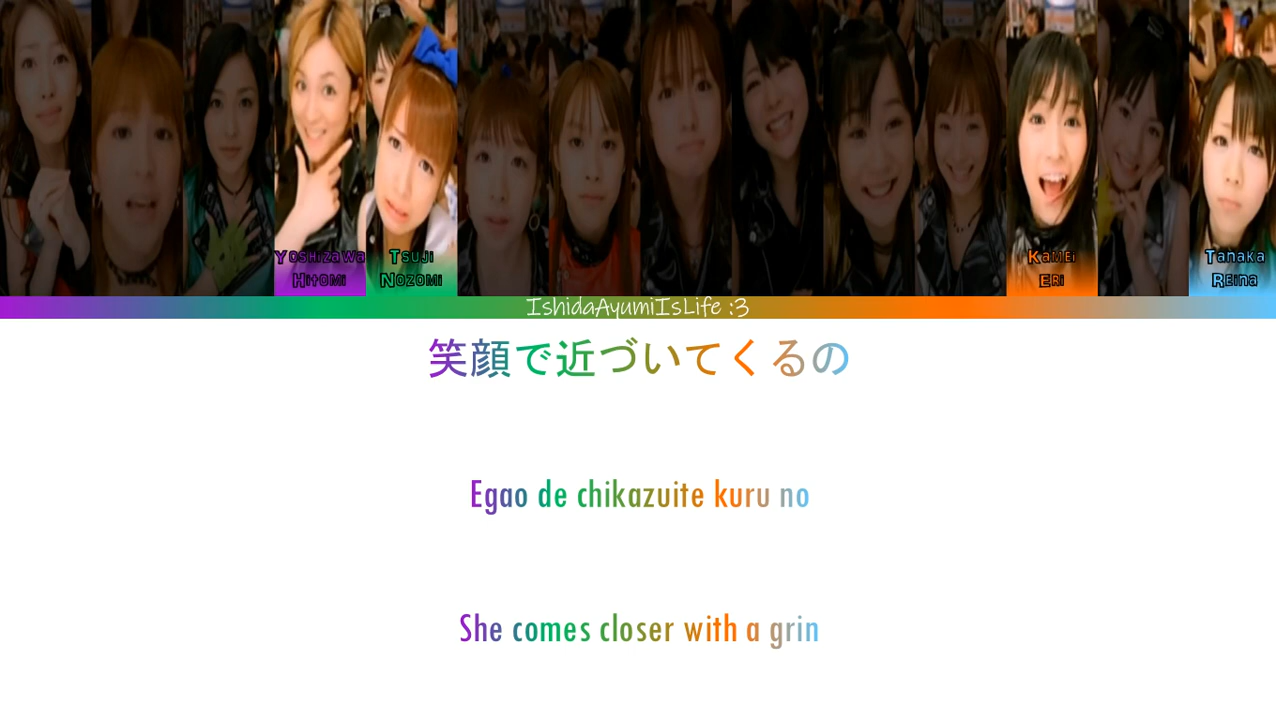 Yoshizawa
Hitomi
Tsuji
Nozomi
Kamei
Eri
Tanaka
Reina
IshidaAyumiIsLife :3
笑顔で近づいてくるの
Egao de chikazuite kuru no
She comes closer with a grin